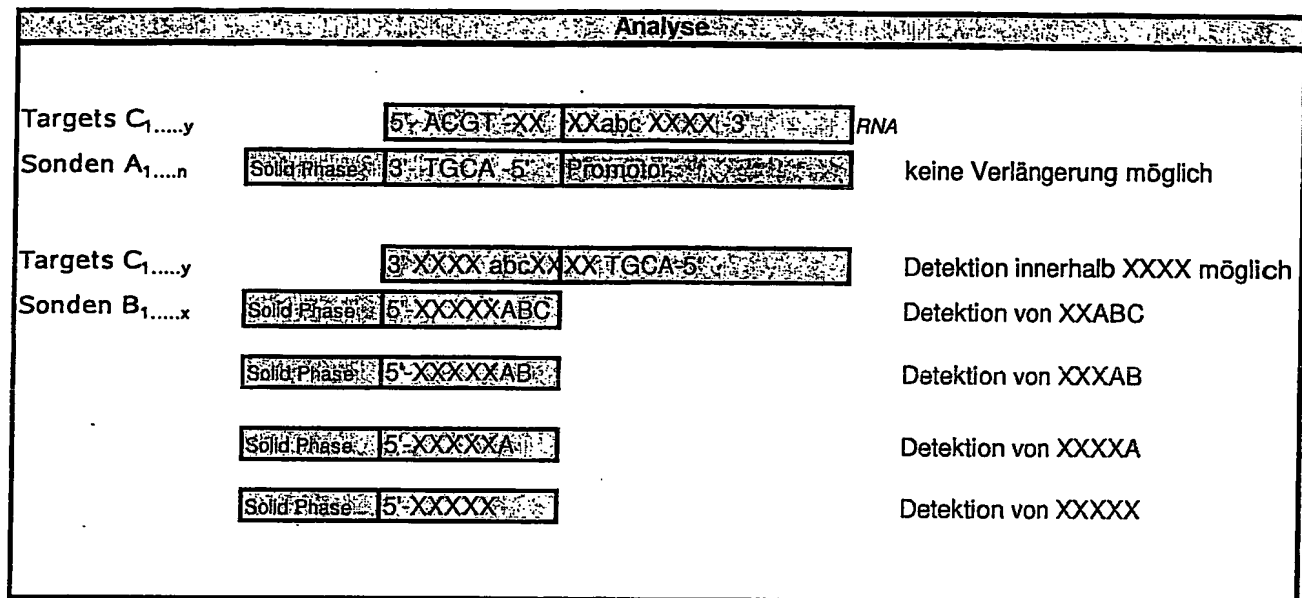 Analyse
Targets C1.....y 5'- ACGT -XX XXabc XXXX -3' RNA
Sonden A1....n Solid Phase 3'- TGCA -5' Promotor keine Verlängerung möglich
Targets C1.....y 3'-XXXX abcXX XX TGCA-5' Detektion innerhalb XXXX möglich
Sonden B1.....x Solid Phase 5'-XXXXXABC Detektion von XXABC
Solid Phase 5'-XXXXXAB Detektion von XXXAB
Solid Phase 5'-XXXXXA Detektion von XXXXA
Solid Phase 5'-XXXXX Detektion von XXXXX